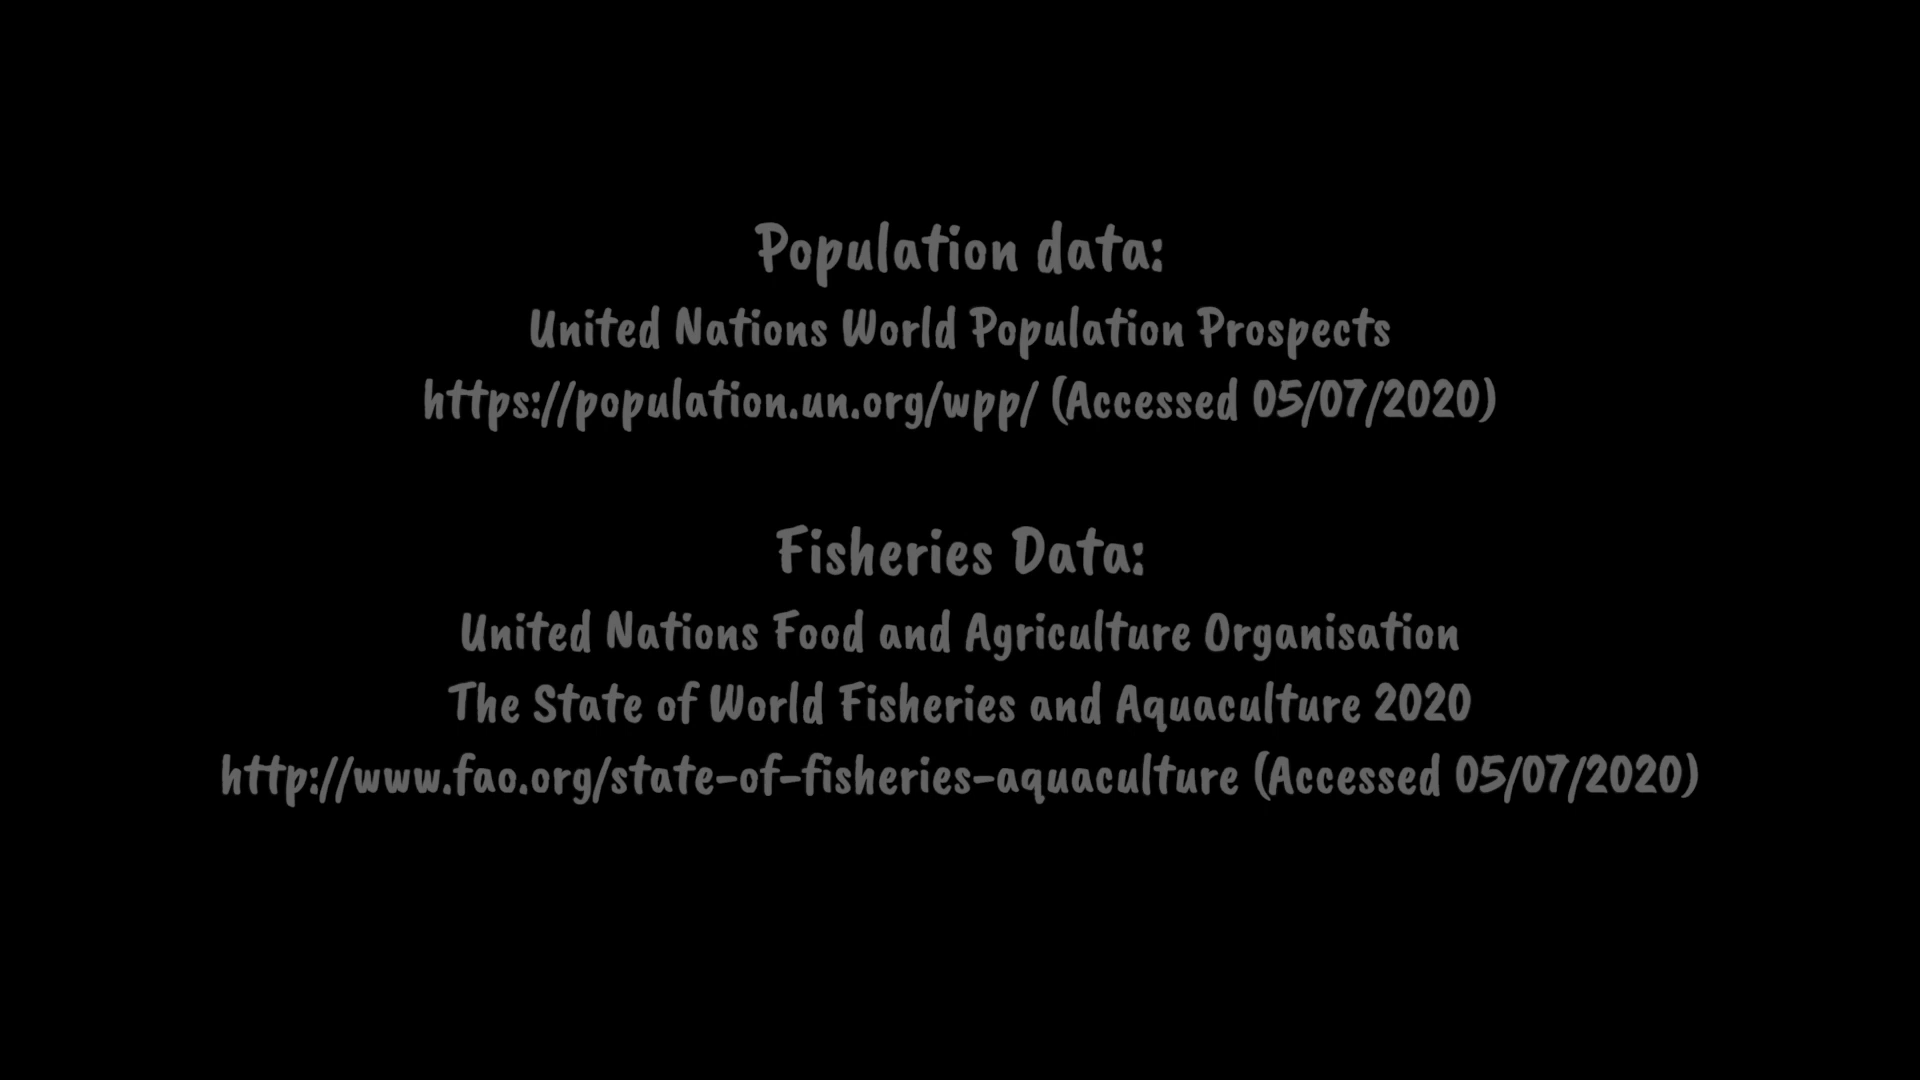 Population data:
United Nations World Population Prospects
https://population.un.org/wpp/ (Accessed 05/07/2020)
Fisheries Data:
United Nations Food and Agriculture Organisation
The State of World Fisheries and Aquaculture 2020
http://www.fao.org/state-of-fisheries-aquaculture (Accessed 05/07/2020)